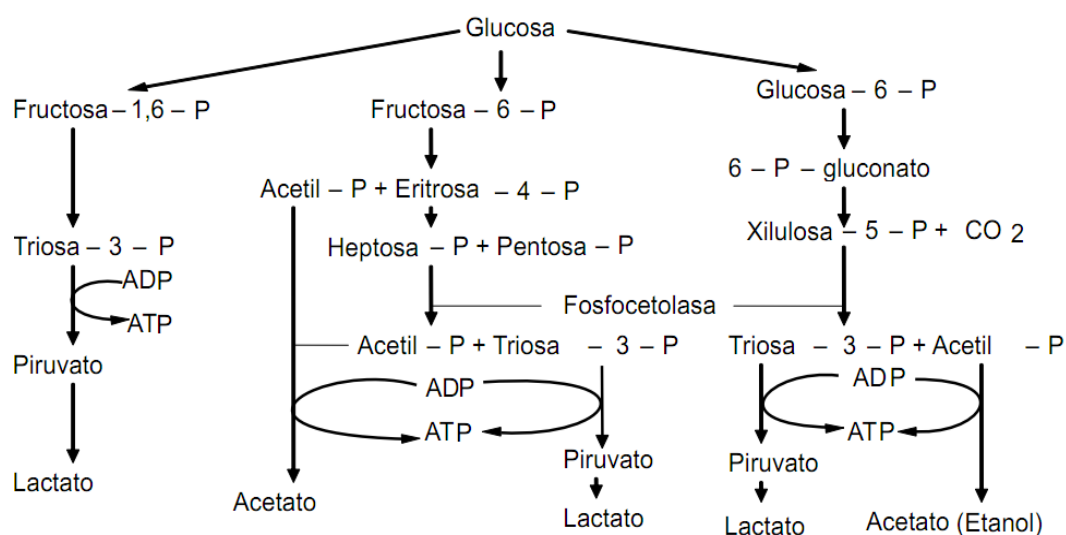 Glucosa
Fructosa – 1,6 – P
Fructosa – 6 – P
Glucosa – 6 – P
6 – P – gluconato
Acetil – P + Eritrosa – 4 – P
Xilulosa – 5 – P + CO 2
Triosa – 3 – P
Heptosa – P + Pentosa – P
ADP
ATP
Fosfocetolasa
Piruvato
Acetil – P + Triosa – 3 – P
Triosa – 3 – P + Acetil – P
ADP
ADP
ATP
ATP
Piruvato
Piruvato
Lactato
Acetato
Lactato
Lactato
Acetato (Etanol)